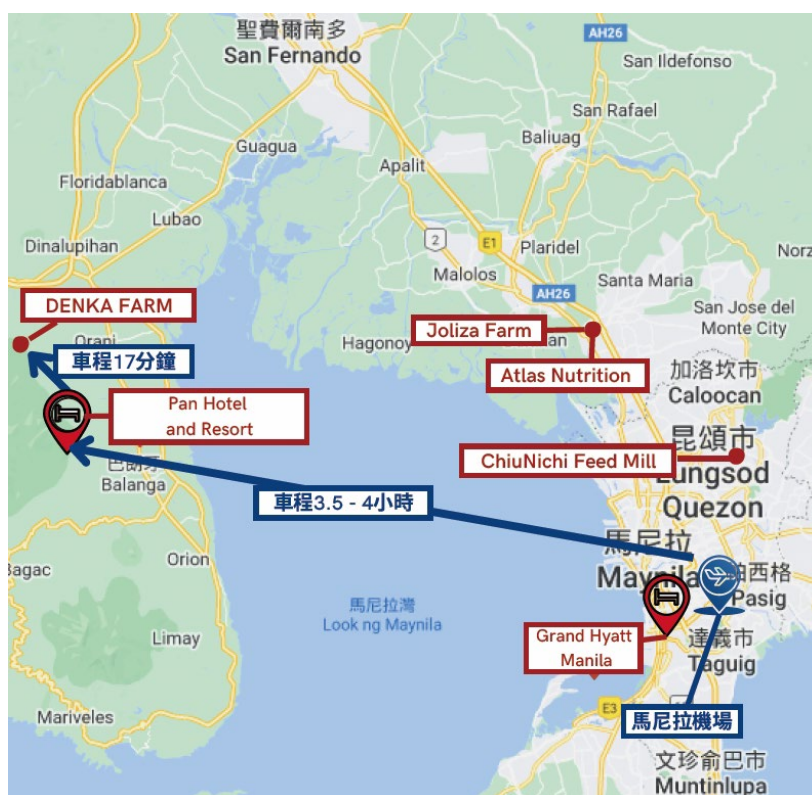 聖費爾南多
San Fernando
AH26
San Ildefonso
San Rafael
Guagua
Baliuag
Apalit
Floridablanca
Lubao
2
E1
Plaridel
Dinalupihan
Malolos
Norz
Santa Maria
AH26
DENKA FARM
San Jose del
Monte City
Orani
Joliza Farm
Hagonoy
an
車程17分鐘
Atlas Nutrition
加洛坎市
Caloocan
Pan Hotel
and Resort
昆頌市
ChiuNichi Feed Mill
Lungsod
Quezon
Balanga
車程3.5 - 4小時
馬尼拉
Maynila
帕西格
Pasig
Orion
Bagac
馬尼拉灣
Look ng Maynila
Limay
Grand Hyatt
Manila
達義市
Taguig
Mariveles
E3
馬尼拉機場
文珍俞巴市
Muntinlupa